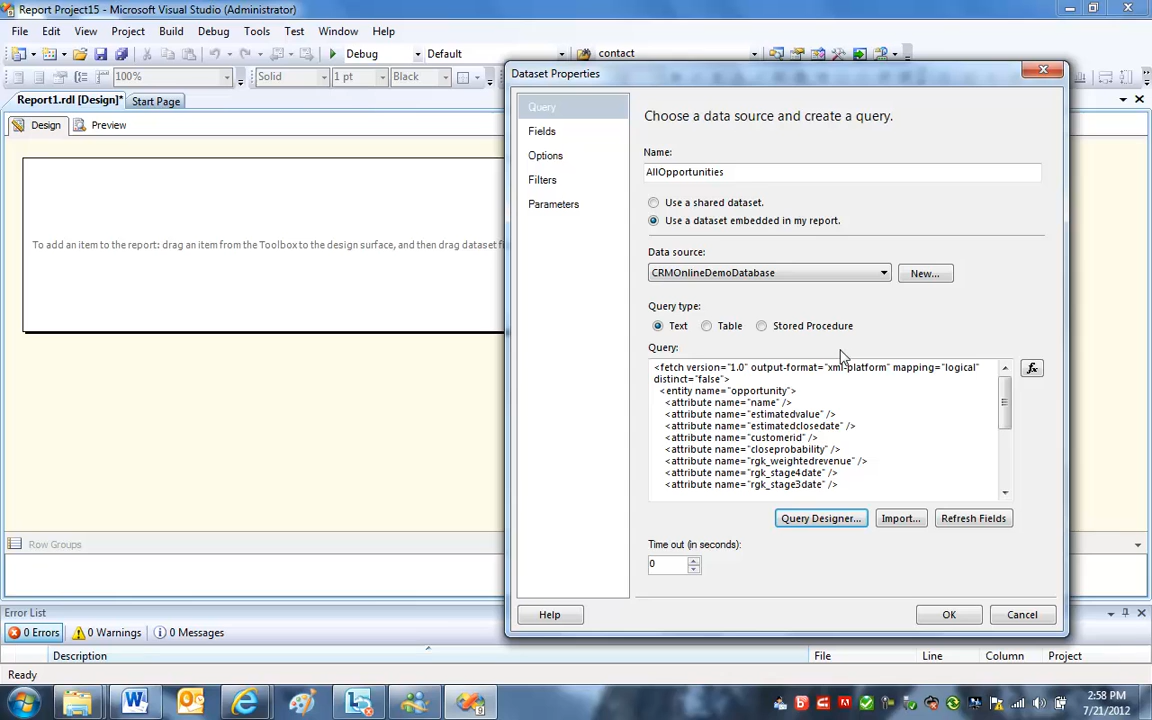 Report Project15 - Microsoft Visual Studio (Administrator)
File Edit View Project Build Debug Tools Test Window Help
Debug Default contact
100% Solid 1 pt Black
Report1.rdl [Design]* Start Page
Design Preview
To add an item to the report: drag an item from the Toolbox to the design surface, and then drag dataset fi
Row Groups
Dataset Properties
Query
Fields
Options
Filters
Parameters
Choose a data source and create a query.
Name:
AllOpportunities
Use a shared dataset.
Use a dataset embedded in my report.
Data source:
CRMOnlineDemoDatabase New...
Query type:
Text Table Stored Procedure
Query:
<fetch version="1.0" output-format="xml-platform" mapping="logical"
distinct="false">
<entity name="opportunity">
<attribute name="name" />
<attribute name="estimatedvalue" />
<attribute name="estimatedclosedate" />
<attribute name="customerid" />
<attribute name="closeprobability" />
<attribute name="rgk_weightedrevenue" />
<attribute name="rgk_stage4date" />
<attribute name="rgk_stage3date" />
fx
Query Designer... Import... Refresh Fields
Time out (in seconds):
0
Help OK Cancel
Error List
0 Errors 0 Warnings 0 Messages
Description File Line Column Project
Ready
2:58 PM
7/21/2012